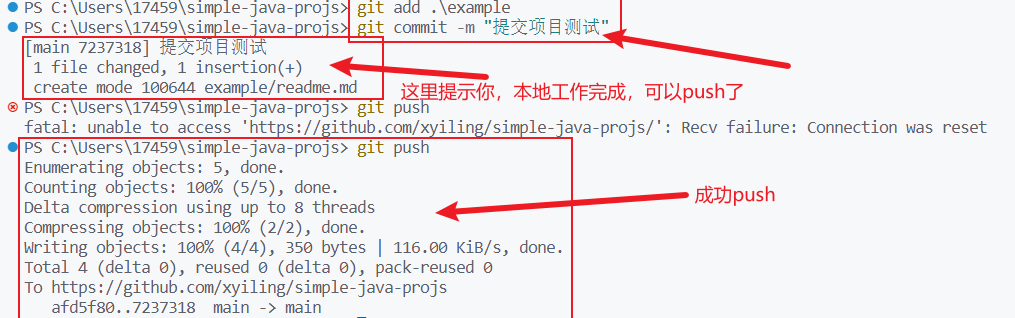 PS C:\Users\17459\simple-java-projs> git add .\example
PS C:\Users\17459\simple-java-projs> git commit -m "提交项目测试"
[main 7237318] 提交项目测试
1 file changed, 1 insertion(+)
create mode 100644 example/readme.md
这里提示你，本地工作完成，可以push了
PS C:\Users\17459\simple-java-projs> git push
fatal: unable to access 'https://github.com/xyiling/simple-java-projs/': Recv failure: Connection was reset
PS C:\Users\17459\simple-java-projs> git push
Enumerating objects: 5, done.
Counting objects: 100% (5/5), done.
Delta compression using up to 8 threads
成功push
Compressing objects: 100% (2/2), done.
Writing objects: 100% (4/4), 350 bytes | 116.00 KiB/s, done.
Total 4 (delta 0), reused 0 (delta 0), pack-reused 0
To https://github.com/xyiling/simple-java-projs
afd5f80..7237318  main -> main